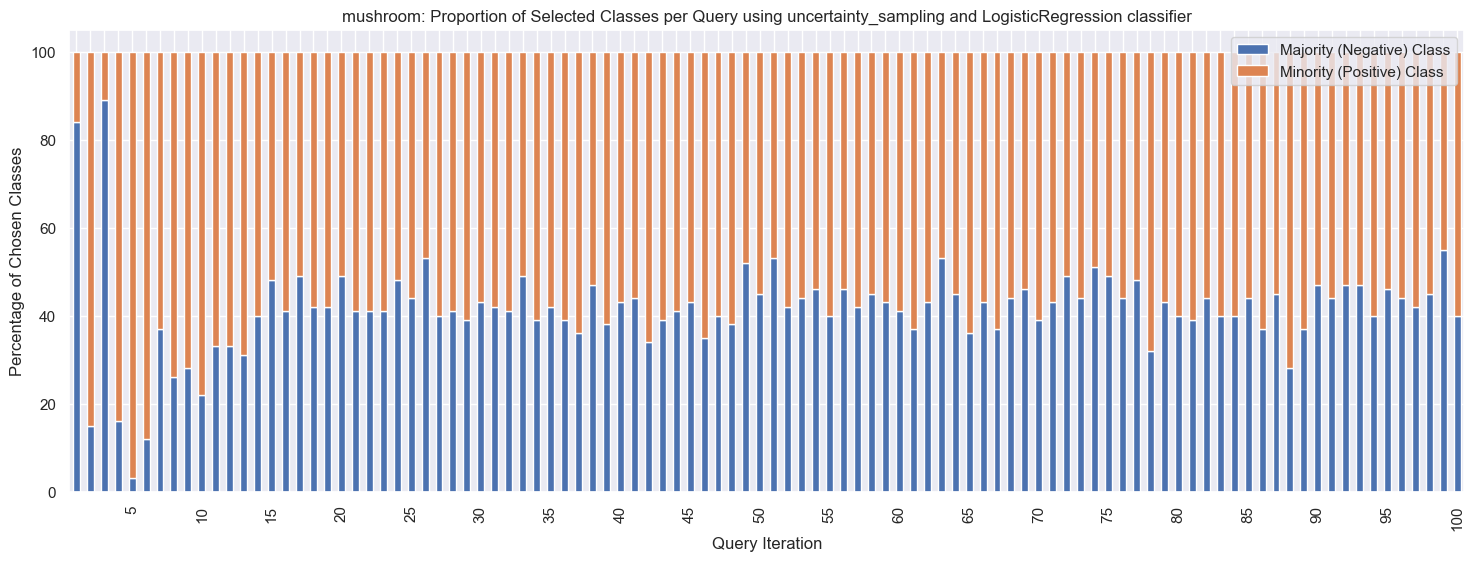 mushroom: Proportion of Selected Classes per Query using uncertainty_sampling and LogisticRegression classifier
Majority (Negative) Class
Minority (Positive) Class
Percentage of Chosen Classes
100
80
60
40
20
0
5 10 15 20 25 30 35 40 45 50 55 60 65 70 75 80 85 90 95 100
Query Iteration